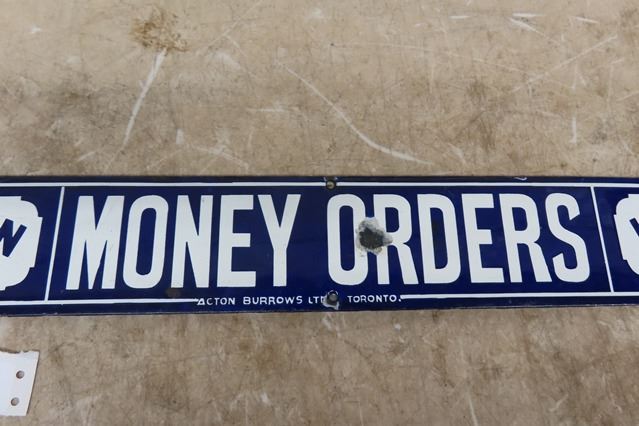 MONEY ORDERS
ACTON BURROWS LTD TORONTO.